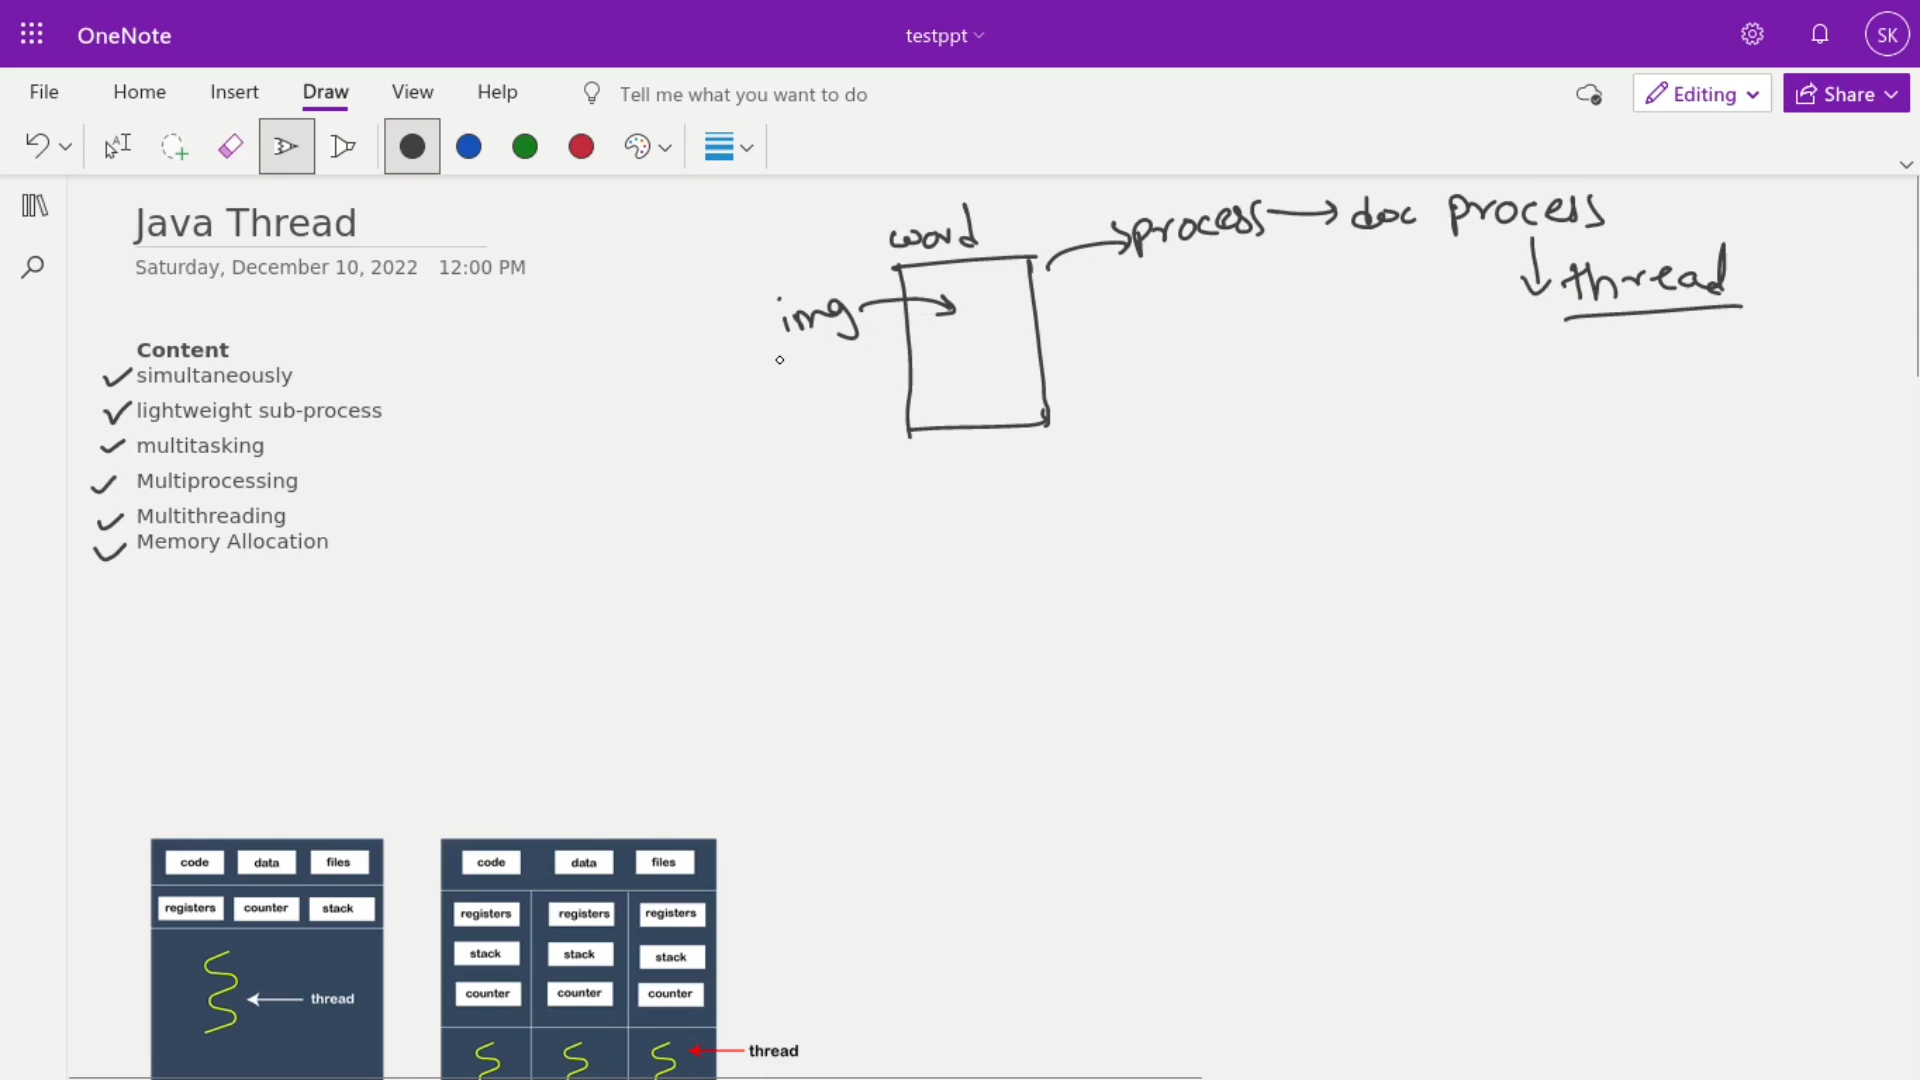 OneNote
testppt
SK
File Home Insert Draw View Help Tell me what you want to do
Editing Share
Java Thread
Saturday, December 10, 2022 12:00 PM
Content
simultaneously
lightweight sub-process
multitasking
Multiprocessing
Multithreading
Memory Allocation
word
img
process → doc process
↓ thread
code data files
registers counter stack
thread
code data files
registers registers registers
stack stack stack
counter counter counter
thread